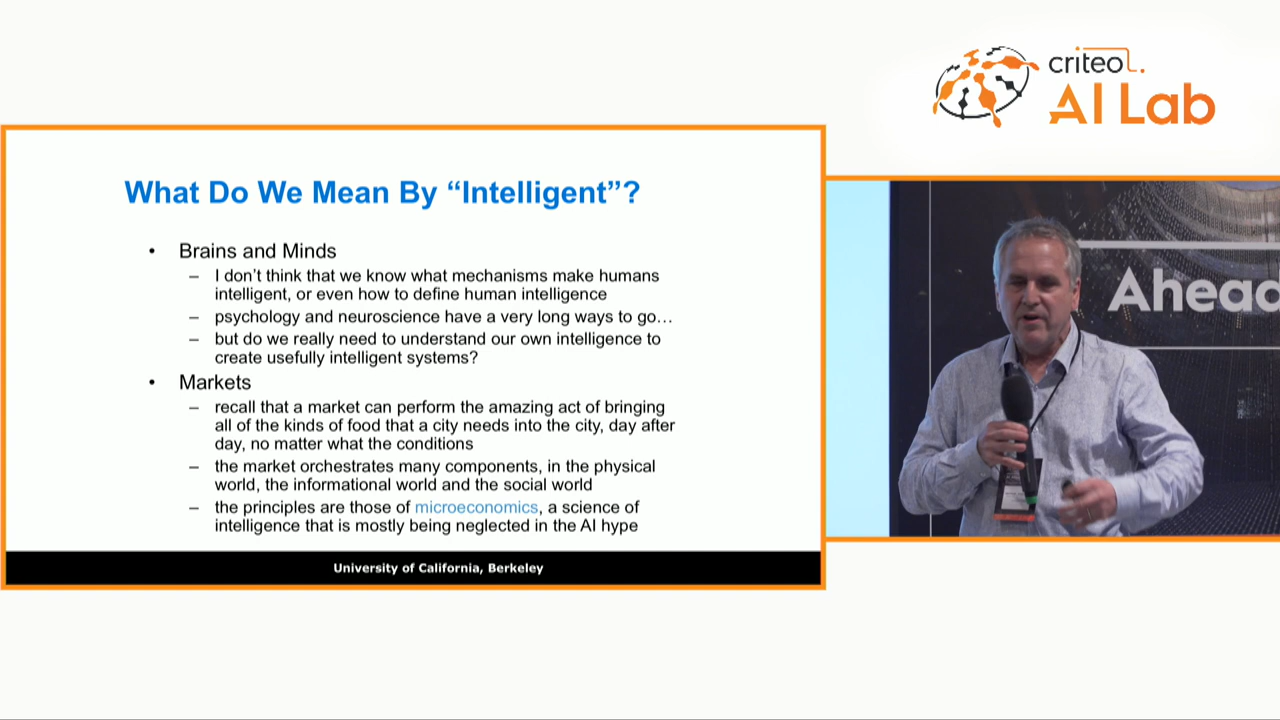 criteo
AI Lab
What Do We Mean By “Intelligent”?
• Brains and Minds
– I don’t think that we know what mechanisms make humans
intelligent, or even how to define human intelligence
– psychology and neuroscience have a very long ways to go…
– but do we really need to understand our own intelligence to
create usefully intelligent systems?
• Markets
– recall that a market can perform the amazing act of bringing
all of the kinds of food that a city needs into the city, day after
day, no matter what the conditions
– the market orchestrates many components, in the physical
world, the informational world and the social world
– the principles are those of microeconomics, a science of
intelligence that is mostly being neglected in the AI hype
University of California, Berkeley
Ahead